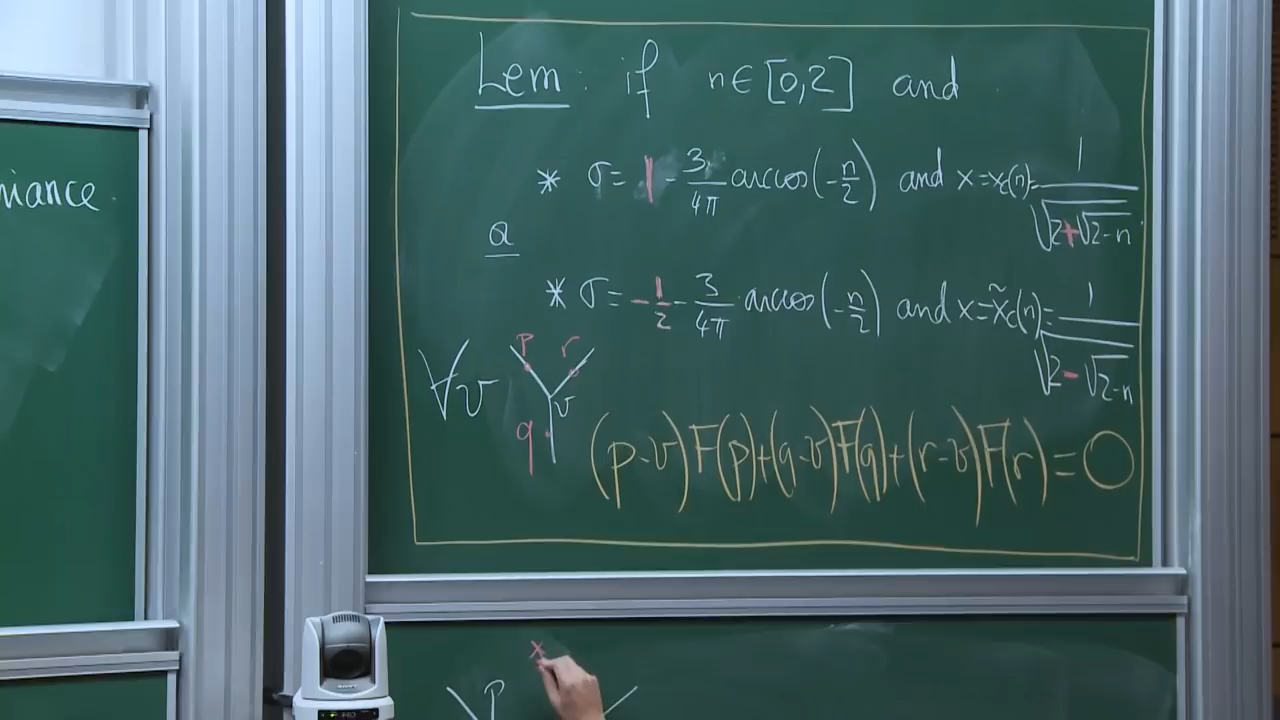 niance.
Lem: if n ∈ [0,2] and
* σ = 1 - 3/4π arccos(-n/2) and x = x_c(n) = 1/√(2+√(2-n))
a
* σ = -1/2 - 3/4π arccos(-n/2) and x = x̃_c(n) = 1/√(2-√(2-n))
p r
∀v v
q (p-v)F(p)+(q-v)F(q)+(r-v)F(r)=0
x
p